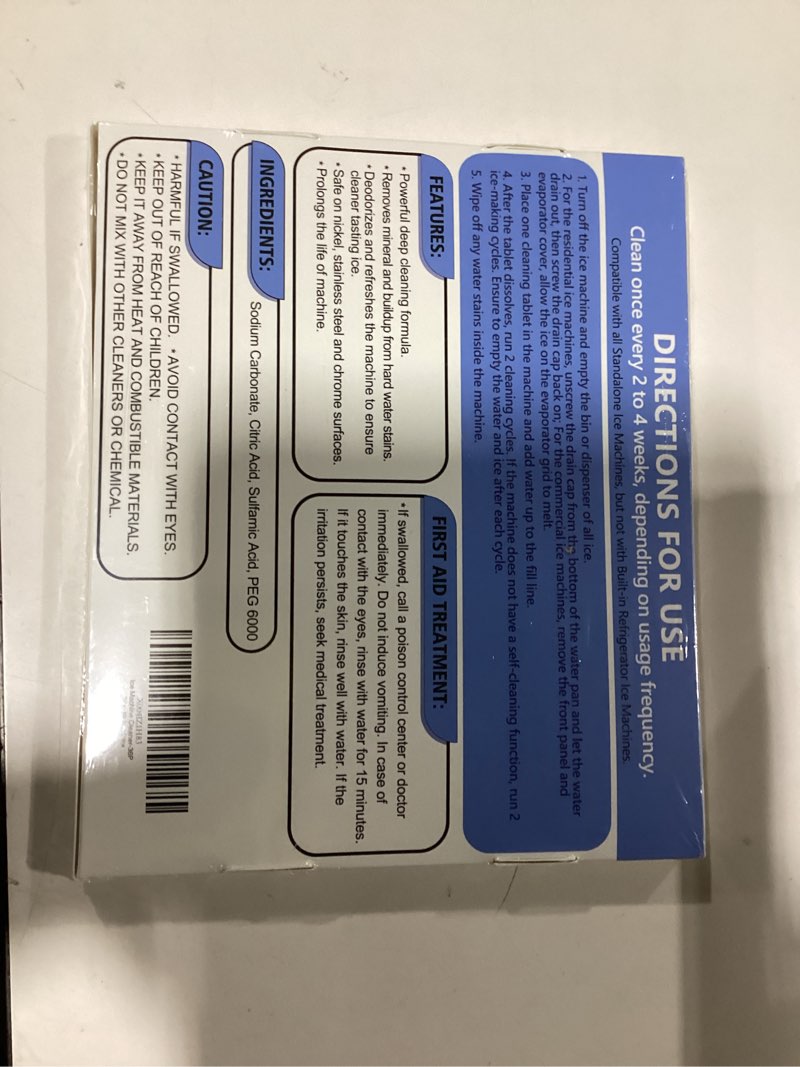 DIRECTIONS FOR USE
Clean once every 2 to 4 weeks, depending on usage frequency.
Compatible with all Standalone Ice Machines, but not with Built-in Refrigerator Ice Machines.
1. Turn off the ice machine and empty the bin or dispenser of all ice.
2. For the residential ice machines, unscrew the drain cap from the bottom of the water pan and let the water
drain out, then screw the drain cap back on; For the commercial ice machines, remove the front panel and
evaporator cover, allow the ice on the evaporator grid to melt.
3. Place one cleaning tablet in the machine and add water up to the fill line.
4. After the tablet dissolves, run 2 cleaning cycles. If the machine does not have a self-cleaning function, run 2
ice-making cycles. Ensure to empty the water and ice after each cycle.
5. Wipe off any water stains inside the machine.
FEATURES:
• Powerful deep cleaning formula.
• Removes mineral and buildup from hard water stains.
• Deodorizes and refreshes the machine to ensure
cleaner tasting ice.
• Safe on nickel, stainless steel and chrome surfaces.
• Prolongs the life of machine.
FIRST AID TREATMENT:
• If swallowed, call a poison control center or doctor
immediately. Do not induce vomiting. In case of
contact with the eyes, rinse with water for 15 minutes.
If it touches the skin, rinse well with water. If the
irritation persists, seek medical treatment.
INGREDIENTS:
Sodium Carbonate, Citric Acid, Sulfamic Acid, PEG 6000
CAUTION:
• HARMFUL IF SWALLOWED. • AVOID CONTACT WITH EYES.
• KEEP OUT OF REACH OF CHILDREN.
• KEEP IT AWAY FROM HEAT AND COMBUSTIBLE MATERIALS.
• DO NOT MIX WITH OTHER CLEANERS OR CHEMICAL.
Ice Machine Cleaner-36P